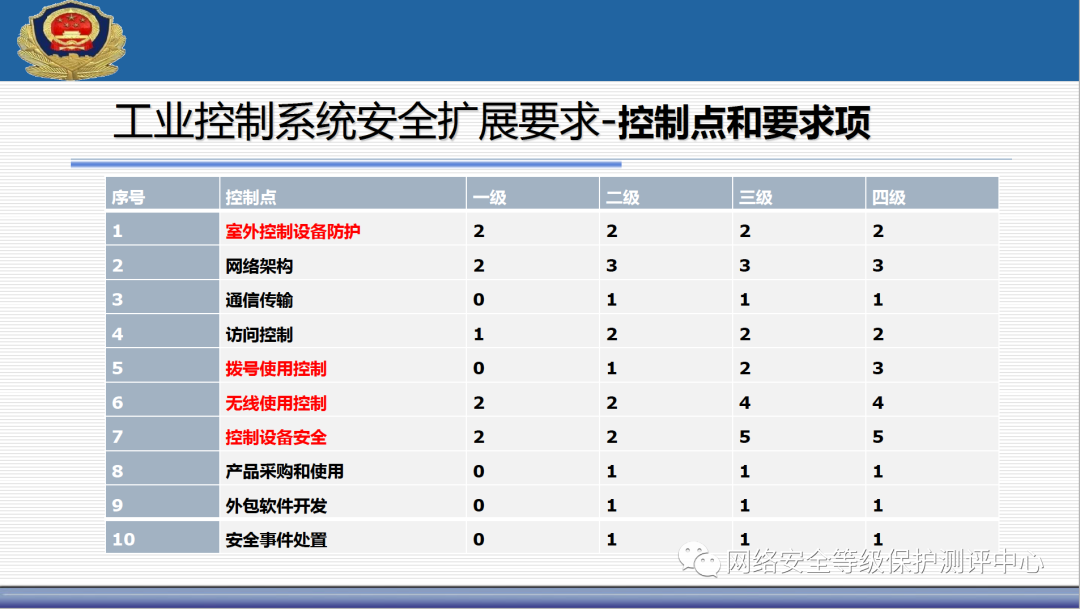 工业控制系统安全扩展要求-控制点和要求项
序号 控制点 一级 二级 三级 四级
1 室外控制设备防护 2 2 2 2
2 网络架构 2 3 3 3
3 通信传输 0 1 1 1
4 访问控制 1 2 2 2
5 拨号使用控制 0 1 2 3
6 无线使用控制 2 2 4 4
7 控制设备安全 2 2 5 5
8 产品采购和使用 0 1 1 1
9 外包软件开发 0 1 1 1
10 安全事件处置 0 1 1 1
网络安全等级保护测评中心